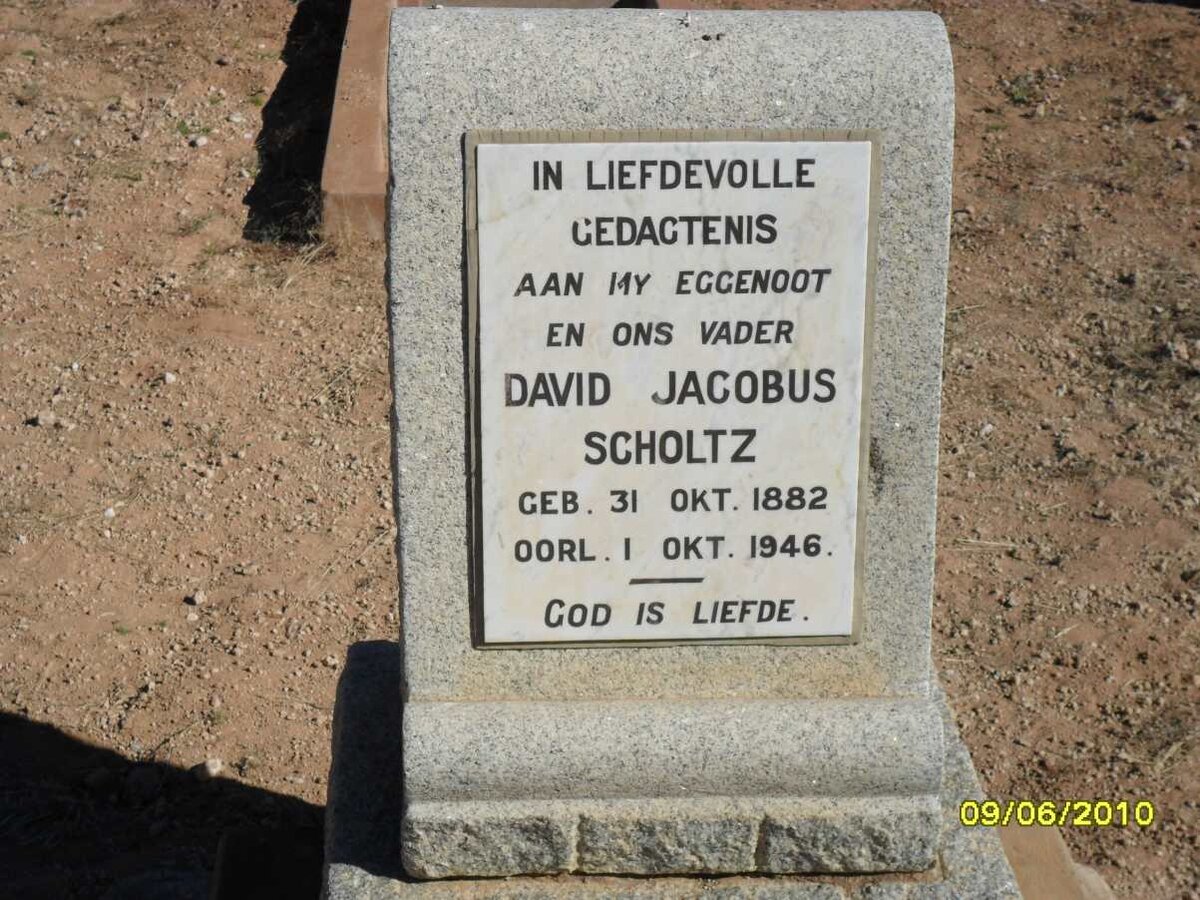 IN LIEFDEVOLLE
GEDAGTENIS
AAN MY EGGENOOT
EN ONS VADER
DAVID JACOBUS
SCHOLTZ
GEB. 31 OKT. 1882
OORL. 1 OKT. 1946.
GOD IS LIEFDE.
09/06/2010